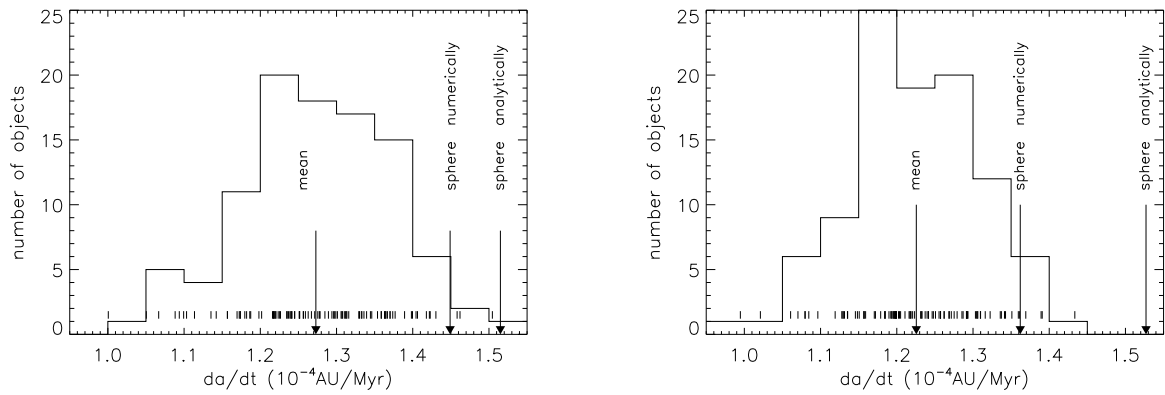 25
20
15
10
5
0
number of objects
mean
sphere numerically
sphere analytically
1.0 1.1 1.2 1.3 1.4 1.5
da/dt (10⁻⁴AU/Myr)
25
20
15
10
5
0
number of objects
mean
sphere numerically
sphere analytically
1.0 1.1 1.2 1.3 1.4 1.5
da/dt (10⁻⁴AU/Myr)